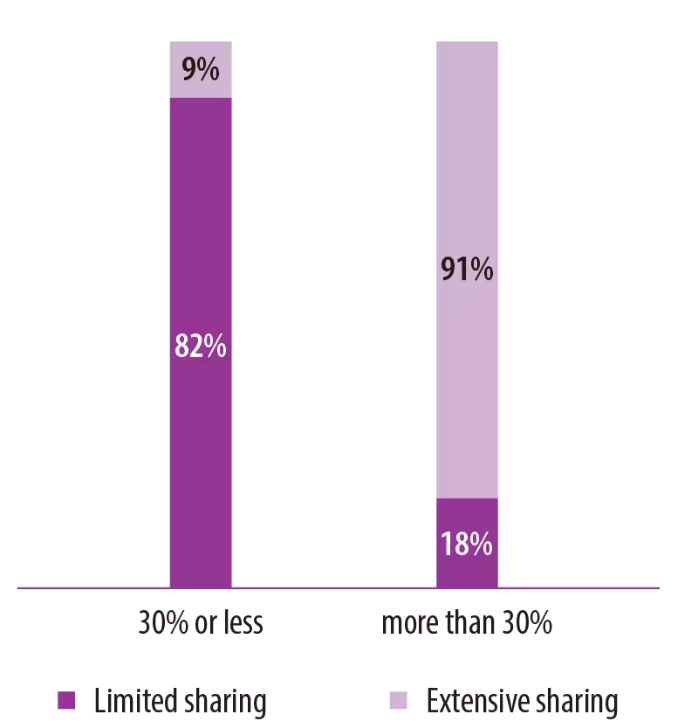 9%
91%
82%
18%
30% or less
more than 30%
Limited sharing
Extensive sharing